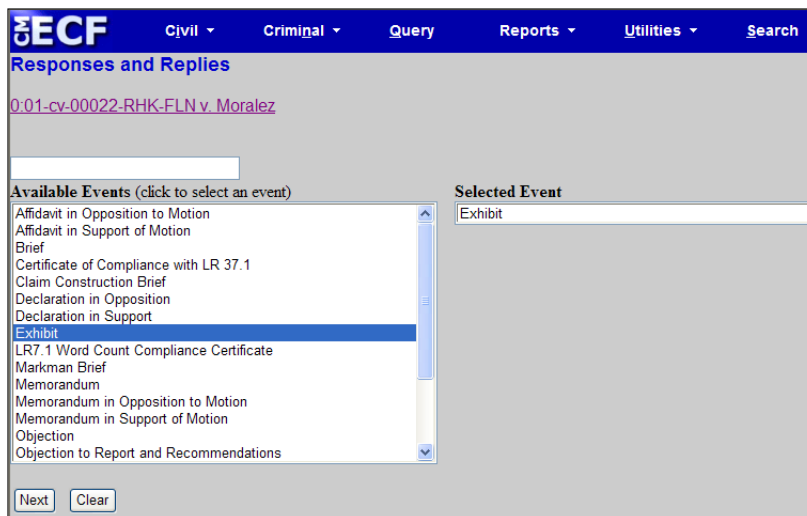 CM ECF Civil Criminal Query Reports Utilities Search
Responses and Replies
0:01-cv-00022-RHK-FLN v. Moralez
Available Events (click to select an event) Selected Event
Affidavit in Opposition to Motion Exhibit
Affidavit in Support of Motion
Brief
Certificate of Compliance with LR 37.1
Claim Construction Brief
Declaration in Opposition
Declaration in Support
Exhibit
LR7.1 Word Count Compliance Certificate
Markman Brief
Memorandum
Memorandum in Opposition to Motion
Memorandum in Support of Motion
Objection
Objection to Report and Recommendations
Next Clear